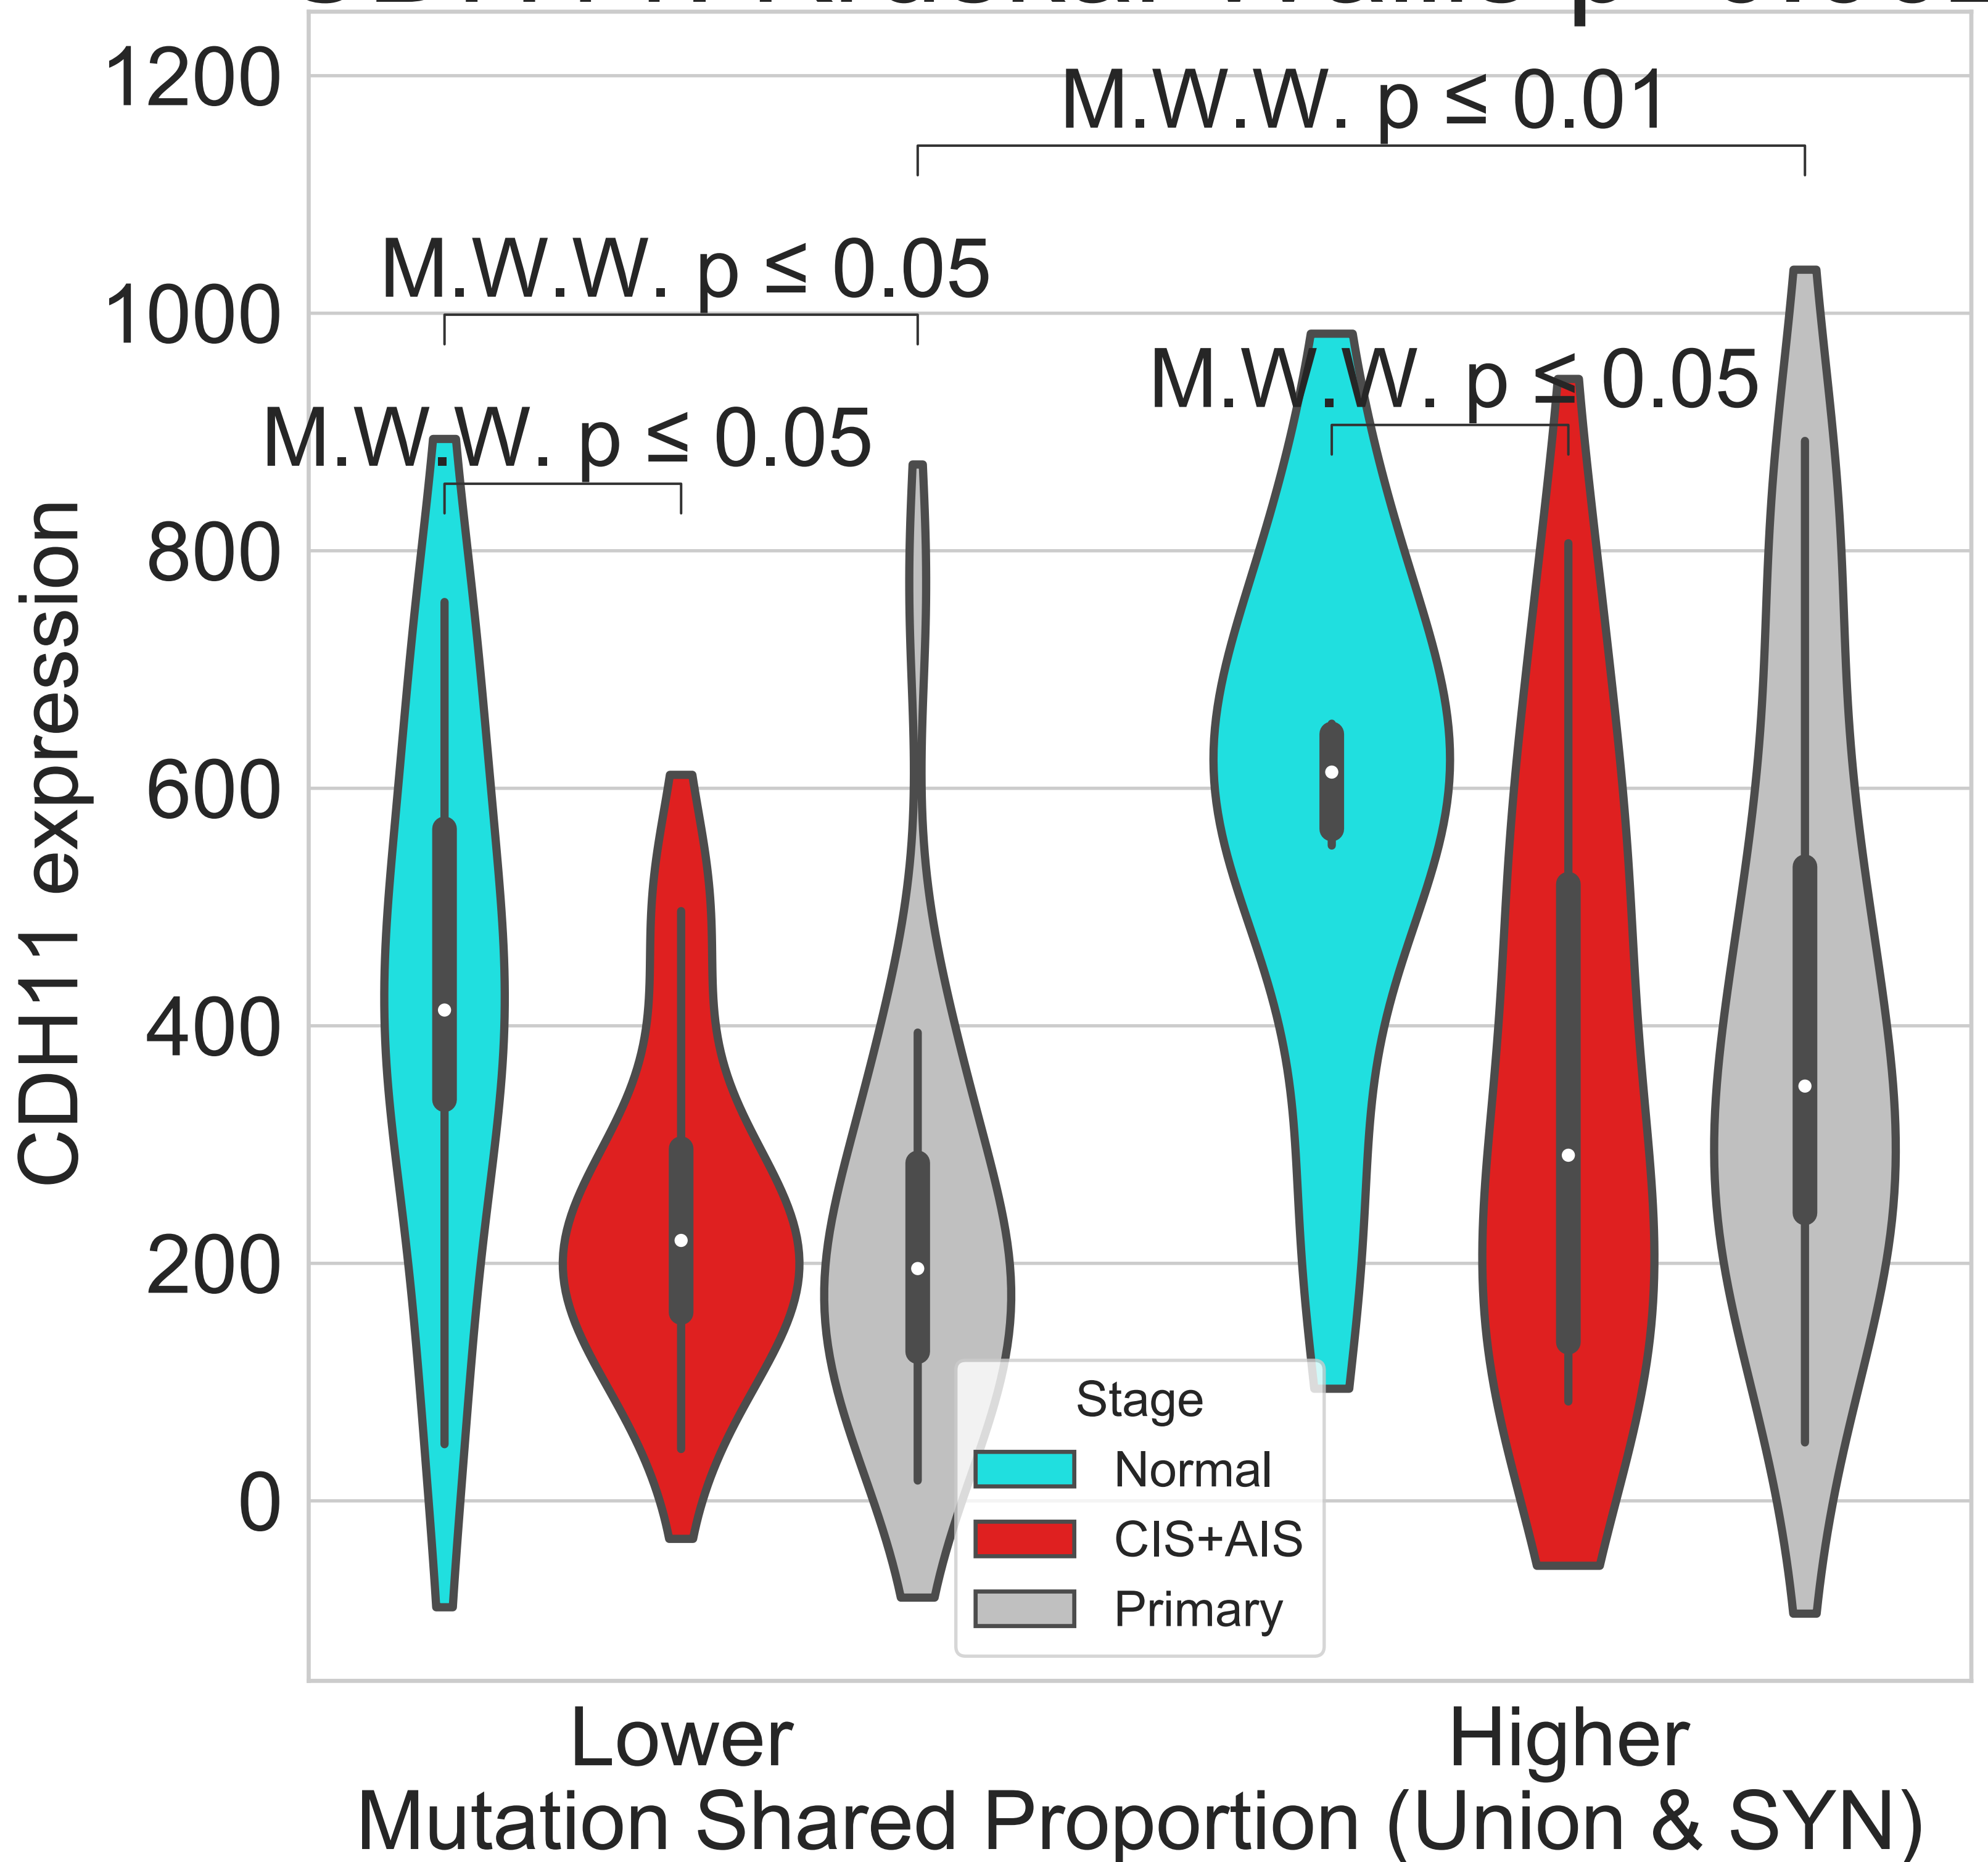 1200
M.W.W. p ≤ 0.01
M.W.W. p ≤ 0.05
1000
M.W.W. p ≤ 0.05
M.W.W. p ≤ 0.05
800
600
400
200
0
CDH11 expression
Stage
Normal
CIS+AIS
Primary
Lower
Higher
Mutation Shared Proportion (Union & SYN)